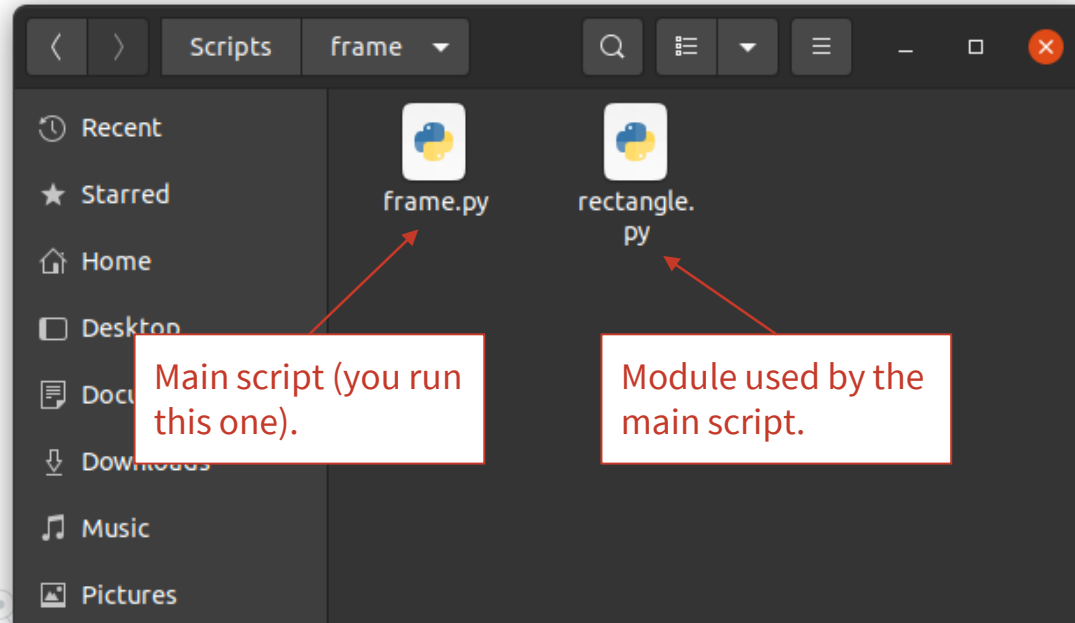 Scripts
frame
Recent
Starred
frame.py
rectangle.
py
Home
Desktop
Main script (you run
this one).
Module used by the
main script.
Music
Pictures